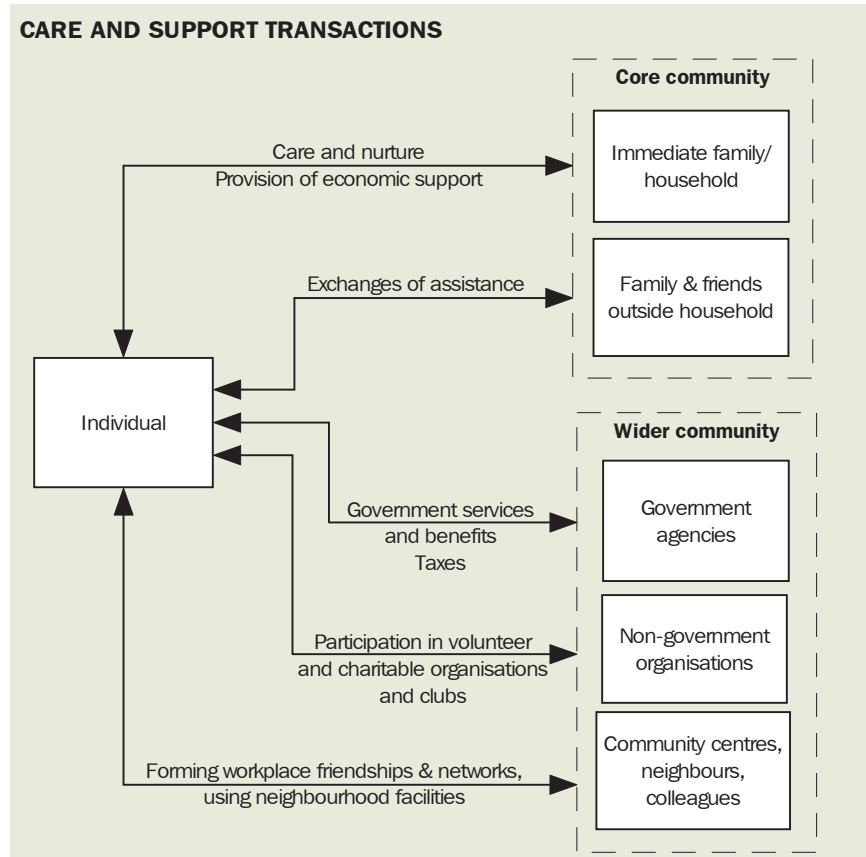 CARE AND SUPPORT TRANSACTIONS
Core community
Care and nurture
Provision of economic support
Immediate family/
household
Exchanges of assistance
Family & friends
outside household
Individual
Wider community
Government services
and benefits
Taxes
Government
agencies
Participation in volunteer
and charitable organisations
and clubs
Non-government
organisations
Forming workplace friendships & networks,
using neighbourhood facilities
Community centres,
neighbours,
colleagues